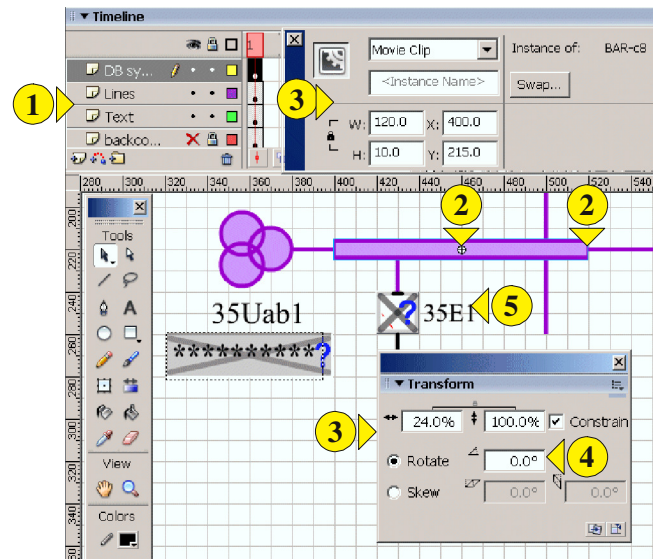 Timeline
DB sy...
Lines
Text
backco...
1
3
Movie Clip
Instance of: BAR-c8
<Instance Name>
Swap...
W: 120.0 X: 400.0
H: 10.0 Y: 215.0
280 300 320 340 360 380 400 420 440 460 480 500 520 540
200
220
240
260
280
300
320
340
Tools
A
View
Colors
2
2
35Uab1
35E1
5
?
**********?
Transform
3
24.0% 100.0% Constrain
Rotate 0.0°
4
Skew 0.0° 0.0°